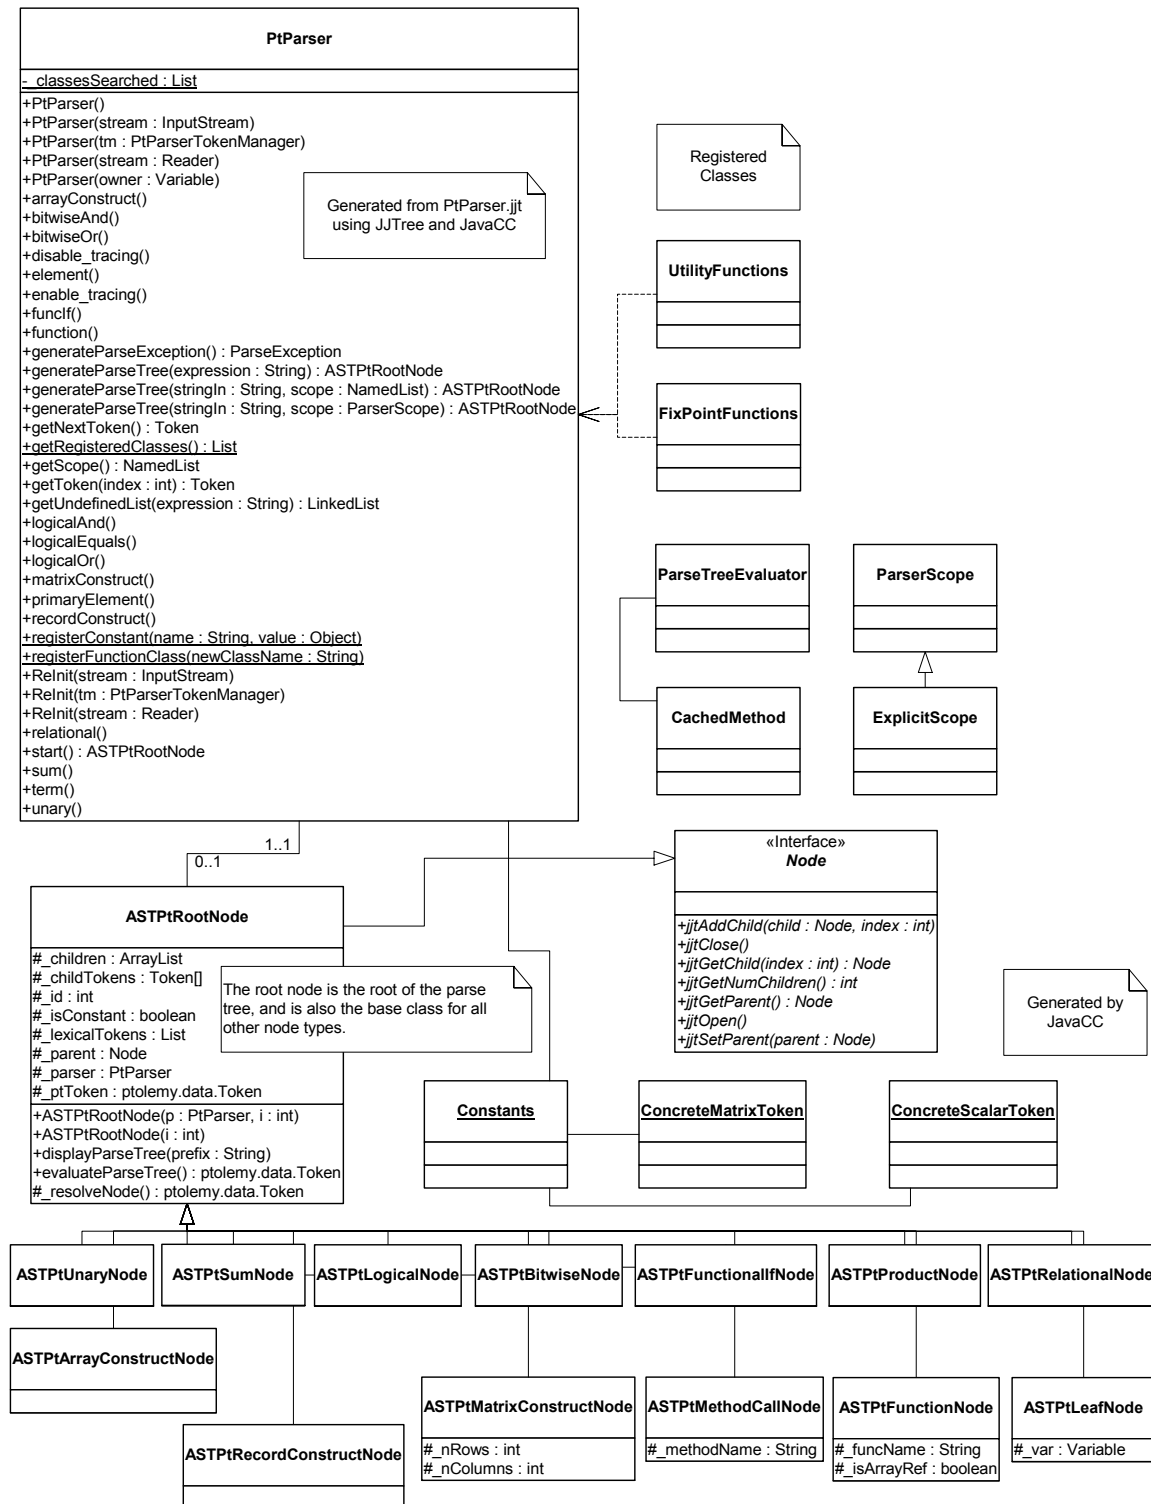 PtParser
-_classesSearched : List
+PtParser()
+PtParser(stream : InputStream)
+PtParser(tm : PtParserTokenManager)
+PtParser(stream : Reader)
+PtParser(owner : Variable)
+arrayConstruct()
+bitwiseAnd()
+bitwiseOr()
+disable_tracing()
+element()
+enable_tracing()
+funcIf()
+function()
+generateParseException() : ParseException
+generateParseTree(expression : String) : ASTPtRootNode
+generateParseTree(stringIn : String, scope : NamedList) : ASTPtRootNode
+generateParseTree(stringIn : String, scope : ParserScope) : ASTPtRootNode
+getNextToken() : Token
+getRegisteredClasses() : List
+getScope() : NamedList
+getToken(index : int) : Token
+getUndefinedList(expression : String) : LinkedList
+logicalAnd()
+logicalEquals()
+logicalOr()
+matrixConstruct()
+primaryElement()
+recordConstruct()
+registerConstant(name : String, value : Object)
+registerFunctionClass(newClassName : String)
+ReInit(stream : InputStream)
+ReInit(tm : PtParserTokenManager)
+ReInit(stream : Reader)
+relational()
+start() : ASTPtRootNode
+sum()
+term()
+unary()
Generated from PtParser.jjt
using JJTree and JavaCC
Registered
Classes
UtilityFunctions
FixPointFunctions
ParseTreeEvaluator
ParserScope
CachedMethod
ExplicitScope
1..1
0..1
«Interface»
Node
+jjtAddChild(child : Node, index : int)
+jjtClose()
+jjtGetChild(index : int) : Node
+jjtGetNumChildren() : int
+jjtGetParent() : Node
+jjtOpen()
+jjtSetParent(parent : Node)
ASTPtRootNode
#_children : ArrayList
#_childTokens : Token[]
#_id : int
#_isConstant : boolean
#_lexicalTokens : List
#_parent : Node
#_parser : PtParser
#_ptToken : ptolemy.data.Token
+ASTPtRootNode(p : PtParser, i : int)
+ASTPtRootNode(i : int)
+displayParseTree(prefix : String)
+evaluateParseTree() : ptolemy.data.Token
#_resolveNode() : ptolemy.data.Token
The root node is the root of the parse
tree, and is also the base class for all
other node types.
Generated by
JavaCC
Constants
ConcreteMatrixToken
ConcreteScalarToken
ASTPtUnaryNode
ASTPtSumNode
ASTPtLogicalNode
ASTPtBitwiseNode
ASTPtFunctionalIfNode
ASTPtProductNode
ASTPtRelationalNode
ASTPtArrayConstructNode
ASTPtRecordConstructNode
ASTPtMatrixConstructNode
#_nRows : int
#_nColumns : int
ASTPtMethodCallNode
#_methodName : String
ASTPtFunctionNode
#_funcName : String
#_isArrayRef : boolean
ASTPtLeafNode
#_var : Variable